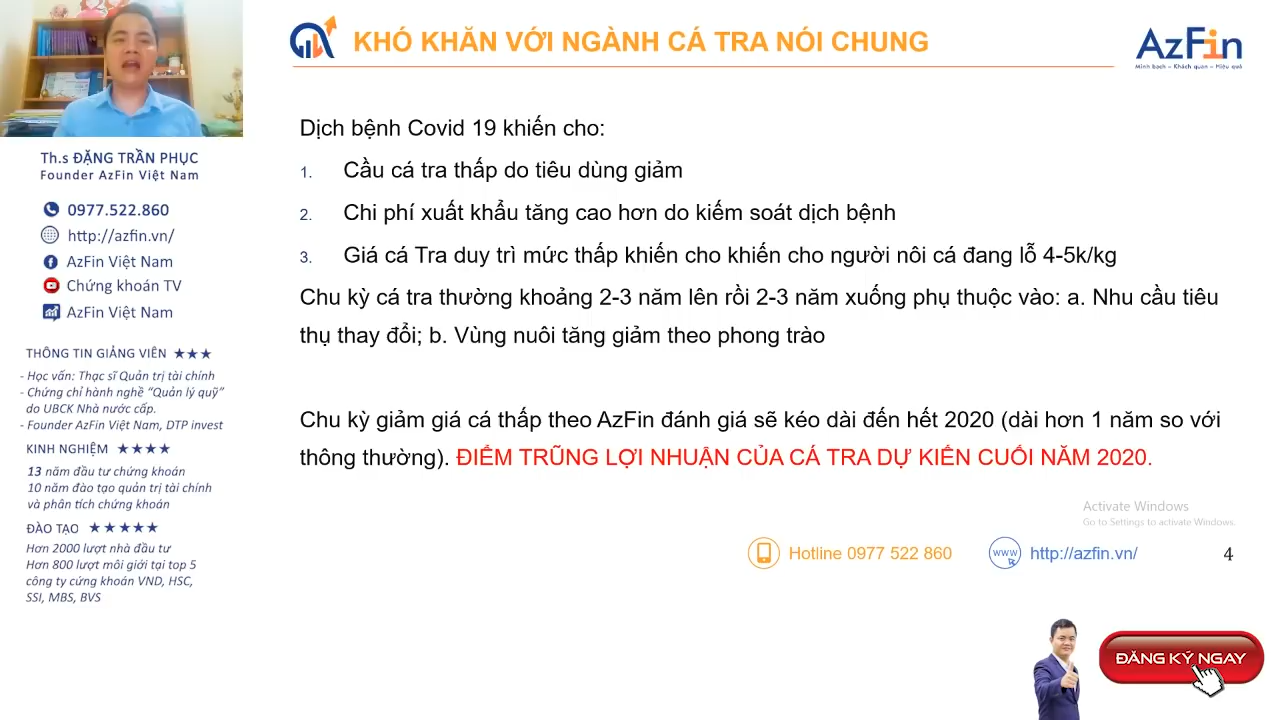 KHÓ KHĂN VỚI NGÀNH CÁ TRA NÓI CHUNG
AzFin
Minh bạch – Khách quan – Hiệu quả
Th.s ĐẶNG TRẦN PHỤC
Founder AzFin Việt Nam
0977.522.860
http://azfin.vn/
AzFin Việt Nam
Chứng khoán TV
AzFin Việt Nam
THÔNG TIN GIẢNG VIÊN ★★★
- Học vấn: Thạc sĩ Quản trị tài chính
- Chứng chỉ hành nghề “Quản lý quỹ”
do UBCK Nhà nước cấp.
- Founder AzFin Việt Nam, DTP invest
KINH NGHIỆM ★★★★
13 năm đầu tư chứng khoán
10 năm đào tạo quản trị tài chính
và phân tích chứng khoán
ĐÀO TẠO ★★★★★
Hơn 2000 lượt nhà đầu tư
Hơn 800 lượt môi giới tại top 5
công ty cứng khoán VND, HSC,
SSI, MBS, BVS
Dịch bệnh Covid 19 khiến cho:
1. Cầu cá tra thấp do tiêu dùng giảm
2. Chi phí xuất khẩu tăng cao hơn do kiếm soát dịch bệnh
3. Giá cá Tra duy trì mức thấp khiến cho khiến cho người nôi cá đang lỗ 4-5k/kg
Chu kỳ cá tra thường khoảng 2-3 năm lên rồi 2-3 năm xuống phụ thuộc vào: a. Nhu cầu tiêu
thụ thay đổi; b. Vùng nuôi tăng giảm theo phong trào
Chu kỳ giảm giá cá thấp theo AzFin đánh giá sẽ kéo dài đến hết 2020 (dài hơn 1 năm so với
thông thường). ĐIỂM TRŨNG LỢI NHUẬN CỦA CÁ TRA DỰ KIẾN CUỐI NĂM 2020.
Activate Windows
Go to Settings to activate Windows.
Hotline 0977 522 860
www
http://azfin.vn/
4
ĐĂNG KÝ NGAY